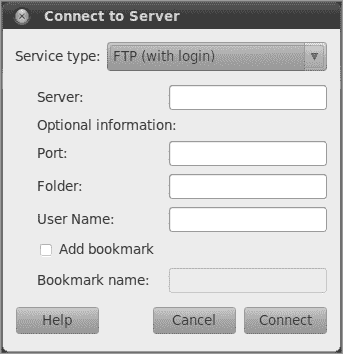 Connect to Server
Service type: FTP (with login)
Server:
Optional information:
Port:
Folder:
User Name:
Add bookmark
Bookmark name:
Help Cancel Connect